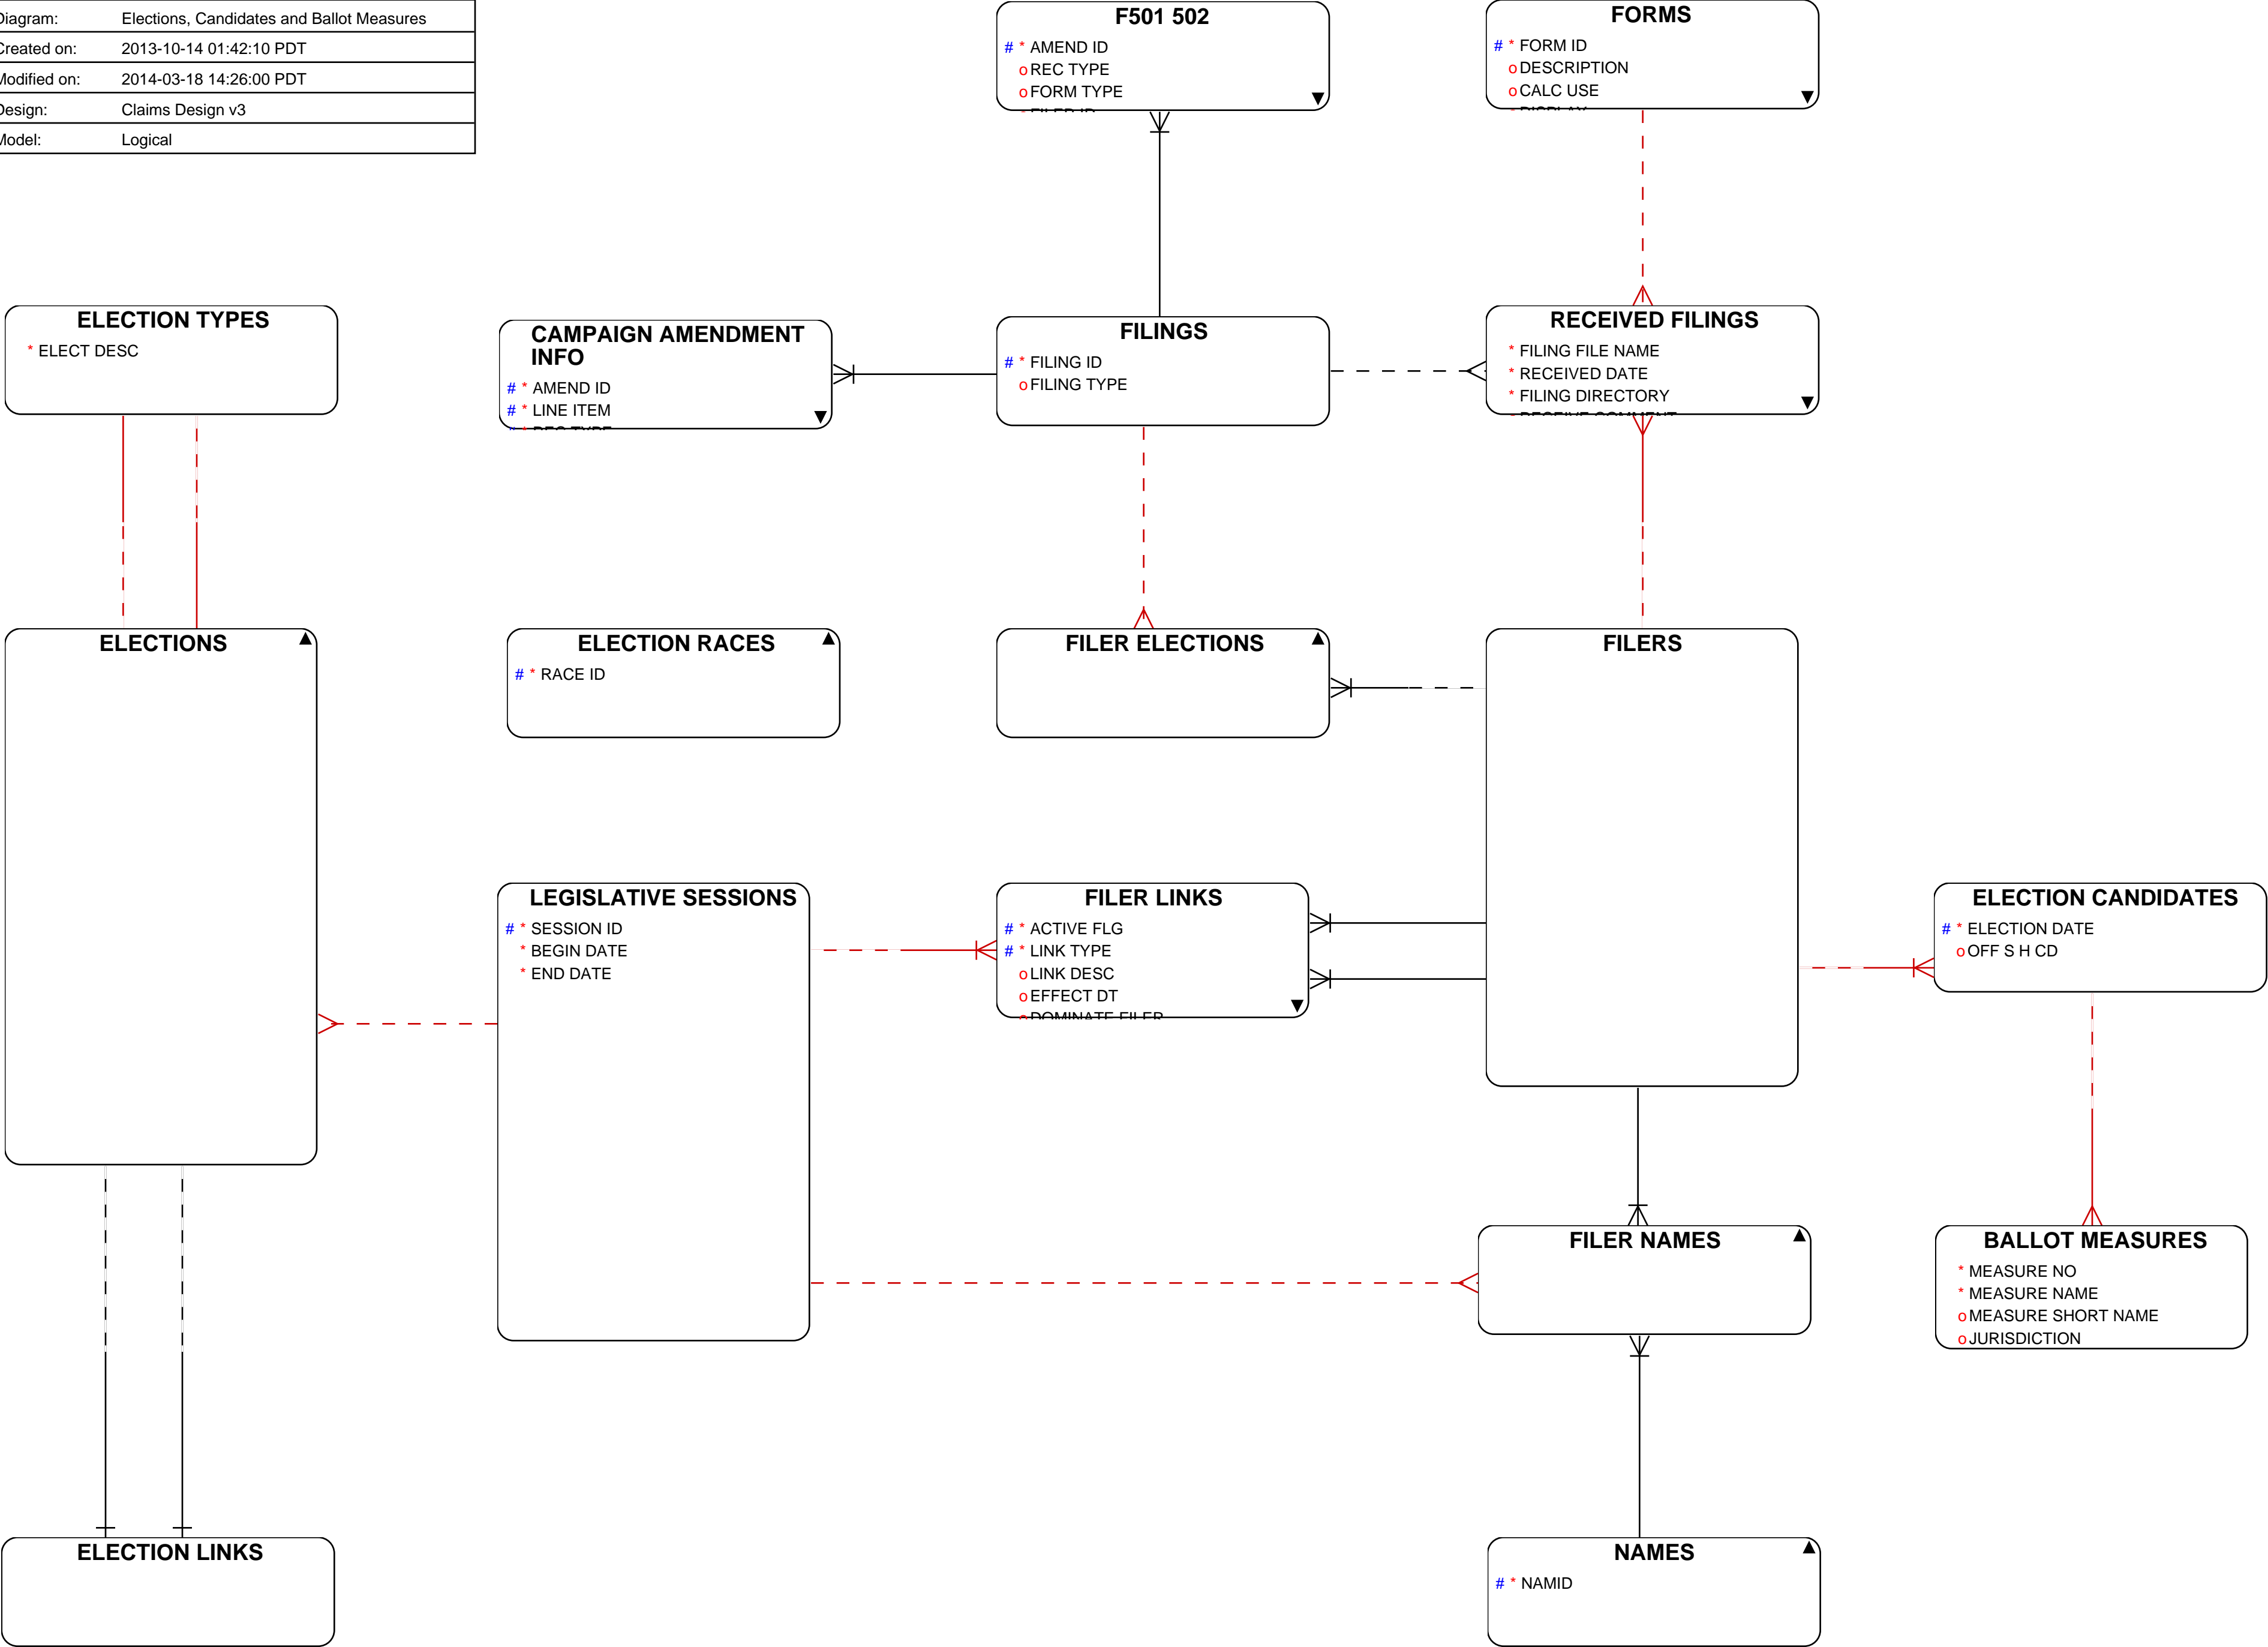 Diagram: Elections, Candidates and Ballot Measures
Created on: 2013-10-14 01:42:10 PDT
Modified on: 2014-03-18 14:26:00 PDT
Design: Claims Design v3
Model: Logical
F501 502
# * AMEND ID
o REC TYPE
o FORM TYPE
FORMS
# * FORM ID
o DESCRIPTION
o CALC USE
ELECTION TYPES
* ELECT DESC
CAMPAIGN AMENDMENT
INFO
# * AMEND ID
# * LINE ITEM
FILINGS
# * FILING ID
o FILING TYPE
RECEIVED FILINGS
* FILING FILE NAME
* RECEIVED DATE
* FILING DIRECTORY
ELECTIONS
ELECTION RACES
# * RACE ID
FILER ELECTIONS
FILERS
LEGISLATIVE SESSIONS
# * SESSION ID
* BEGIN DATE
* END DATE
FILER LINKS
# * ACTIVE FLG
# * LINK TYPE
o LINK DESC
o EFFECT DT
o DOMINATE FILER
ELECTION CANDIDATES
# * ELECTION DATE
o OFF S H CD
FILER NAMES
BALLOT MEASURES
* MEASURE NO
* MEASURE NAME
o MEASURE SHORT NAME
o JURISDICTION
ELECTION LINKS
NAMES
# * NAMID